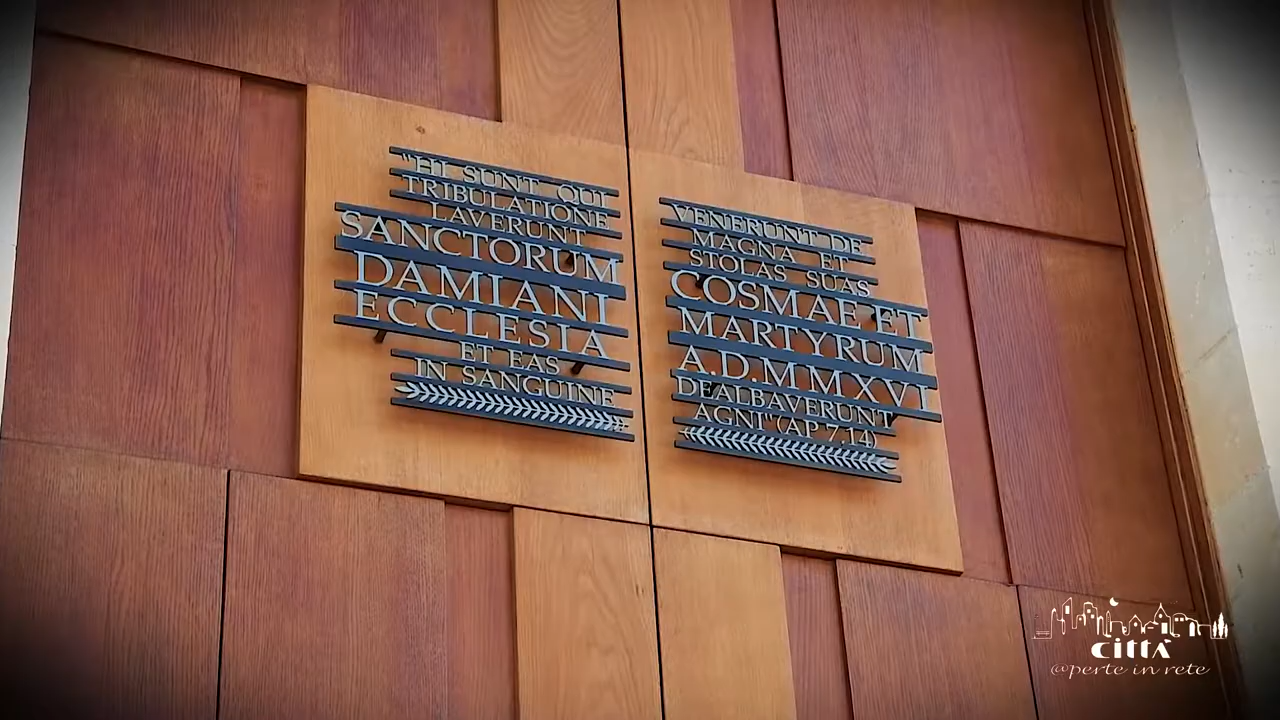 "HI SUNT QUI VENERUNT DE
TRIBULATIONE MAGNA ET
LAVERUNT STOLAS SUAS
SANCTORUM COSMAE ET
DAMIANI MARTYRUM
ECCLESIA A.D.MMXVI
ET EAS DEALBAVERUNT
IN SANGUINE AGNI" (AP 7,14)
CITTÀ
@perte in rete